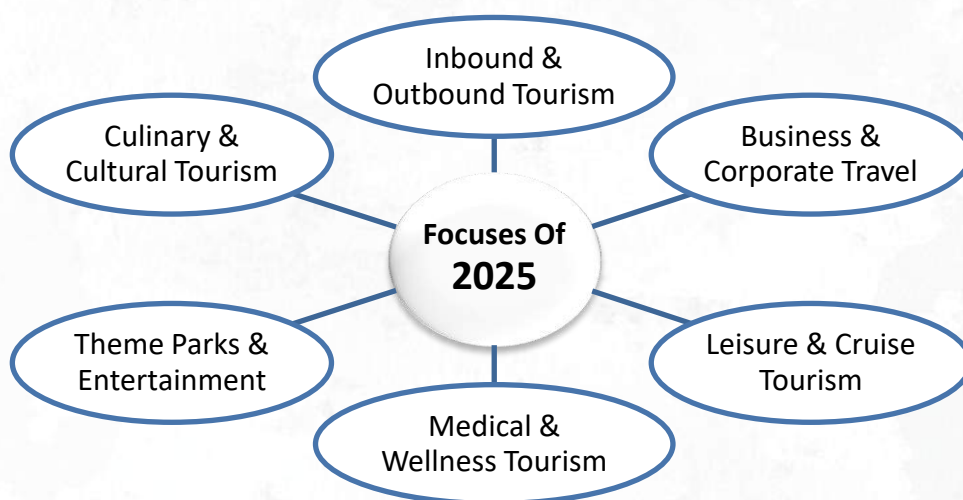 Inbound &
Outbound Tourism
Culinary &
Cultural Tourism
Business &
Corporate Travel
Focuses Of
2025
Theme Parks &
Entertainment
Leisure & Cruise
Tourism
Medical &
Wellness Tourism